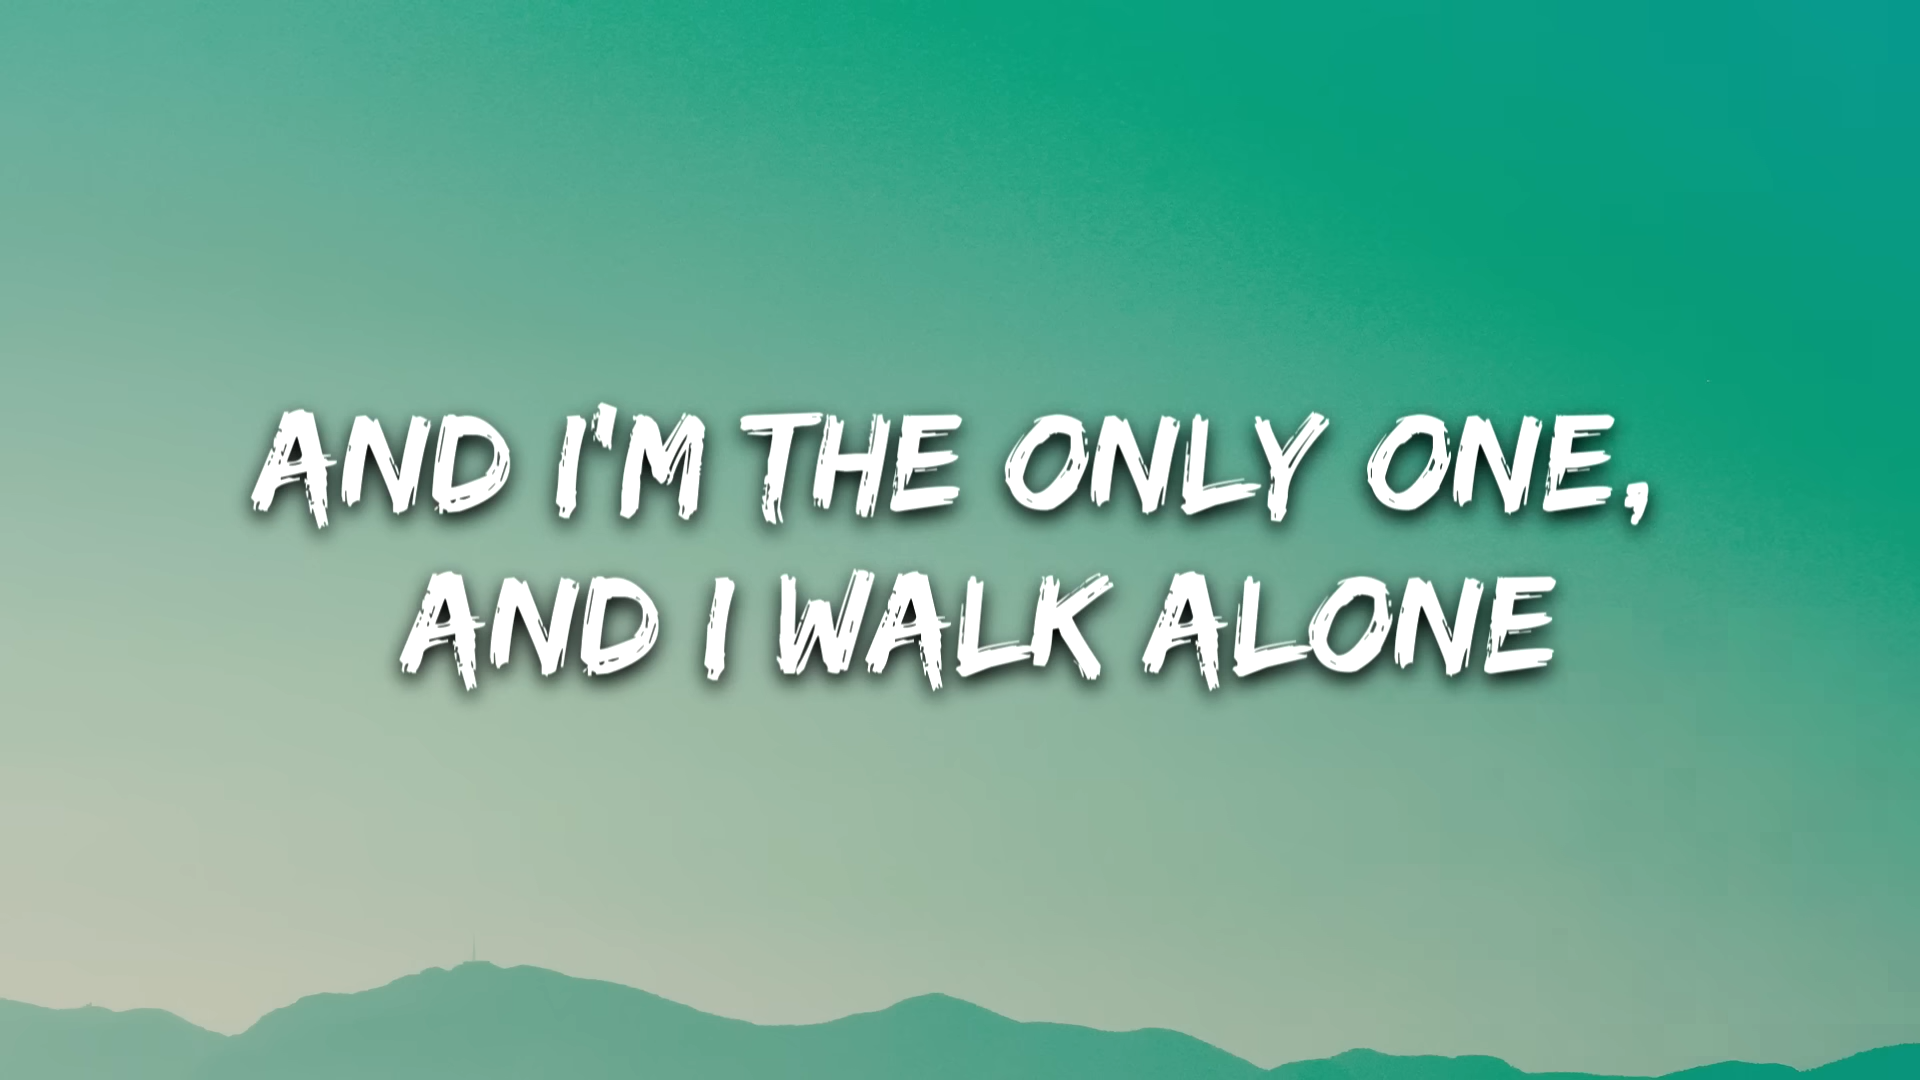 AND I'M THE ONLY ONE,
AND I WALK ALONE